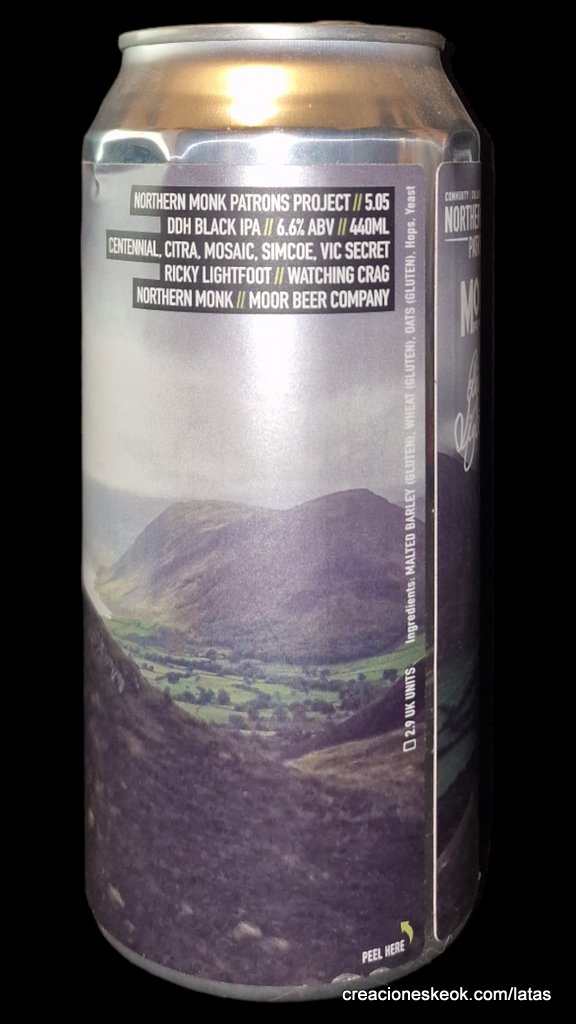 NORTHERN MONK PATRONS PROJECT // 5.05
DDH BLACK IPA // 6.6% ABV // 440ML
CENTENNIAL, CITRA, MOSAIC, SIMCOE, VIC SECRET
RICKY LIGHTFOOT // WATCHING CRAG
NORTHERN MONK // MOOR BEER COMPANY
2.9 UK UNITS Ingredients: MALTED BARLEY (GLUTEN), WHEAT (GLUTEN), OATS (GLUTEN), Hops, Yeast
COMMUNITY
PEEL HERE
creacioneskeok.com/latas